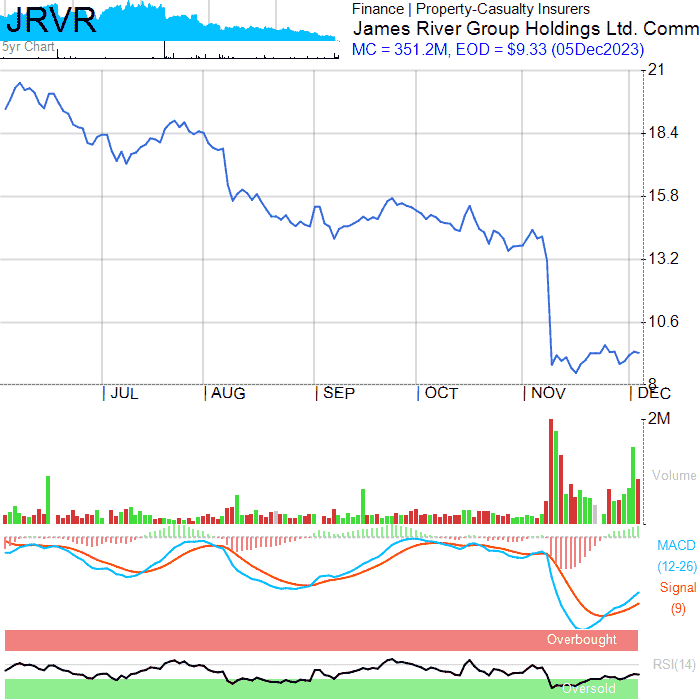 JRVR
5yr Chart
Finance | Property-Casualty Insurers
James River Group Holdings Ltd. Comm
MC = 351.2M, EOD = $9.33 (05Dec2023)
21
18.4
15.8
13.2
10.6
8
JUL AUG SEP OCT NOV DEC
2M
Volume
MACD
(12-26)
Signal
(9)
Overbought
RSI(14)
Oversold